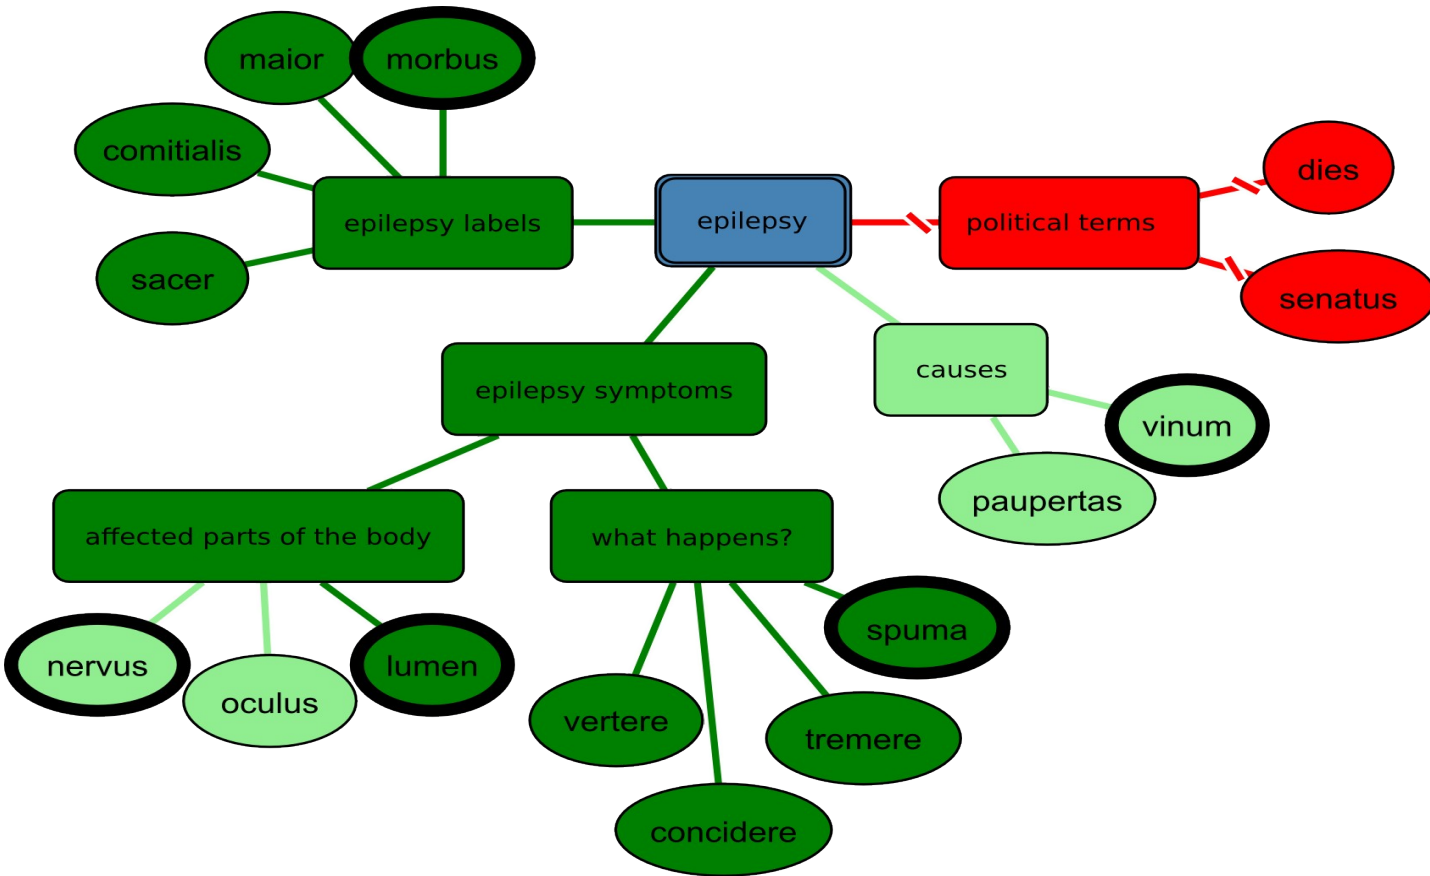 maior
morbus
comitialis
sacer
epilepsy labels
epilepsy
political terms
dies
senatus
epilepsy symptoms
causes
vinum
paupertas
affected parts of the body
what happens?
nervus
oculus
lumen
spuma
vertere
tremere
concidere